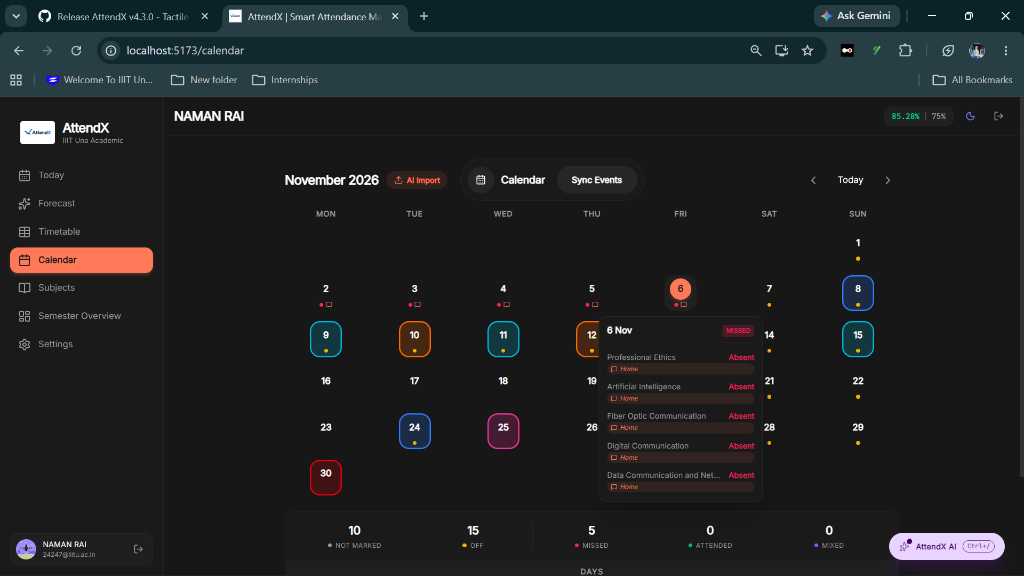 Release AttendX v4.3.0 - Tactile
AttendX | Smart Attendance Ma
Ask Gemini
localhost:5173/calendar
Welcome To IIIT Un...
New folder
Internships
All Bookmarks
AttendX
AttendX
IIIT Una Academic
NAMAN RAI
85.28% | 75%
Today
Forecast
Timetable
Calendar
Subjects
Semester Overview
Settings
November 2026
AI Import
Calendar
Sync Events
Today
MON TUE WED THU FRI SAT SUN
1
2 3 4 5 6 7 8
9 10 11 12 14 15
16 17 18 19 21 22
23 24 25 26 28 29
30
6 Nov MISSED
Professional Ethics Absent
Home
Artificial Intelligence Absent
Home
Fiber Optic Communication Absent
Home
Digital Communication Absent
Home
Data Communication and Net... Absent
Home
10 15 5 0 0
NOT MARKED OFF MISSED ATTENDED MIXED
DAYS
NAMAN RAI
24247@iiitu.ac.in
AttendX AI Ctrl+/